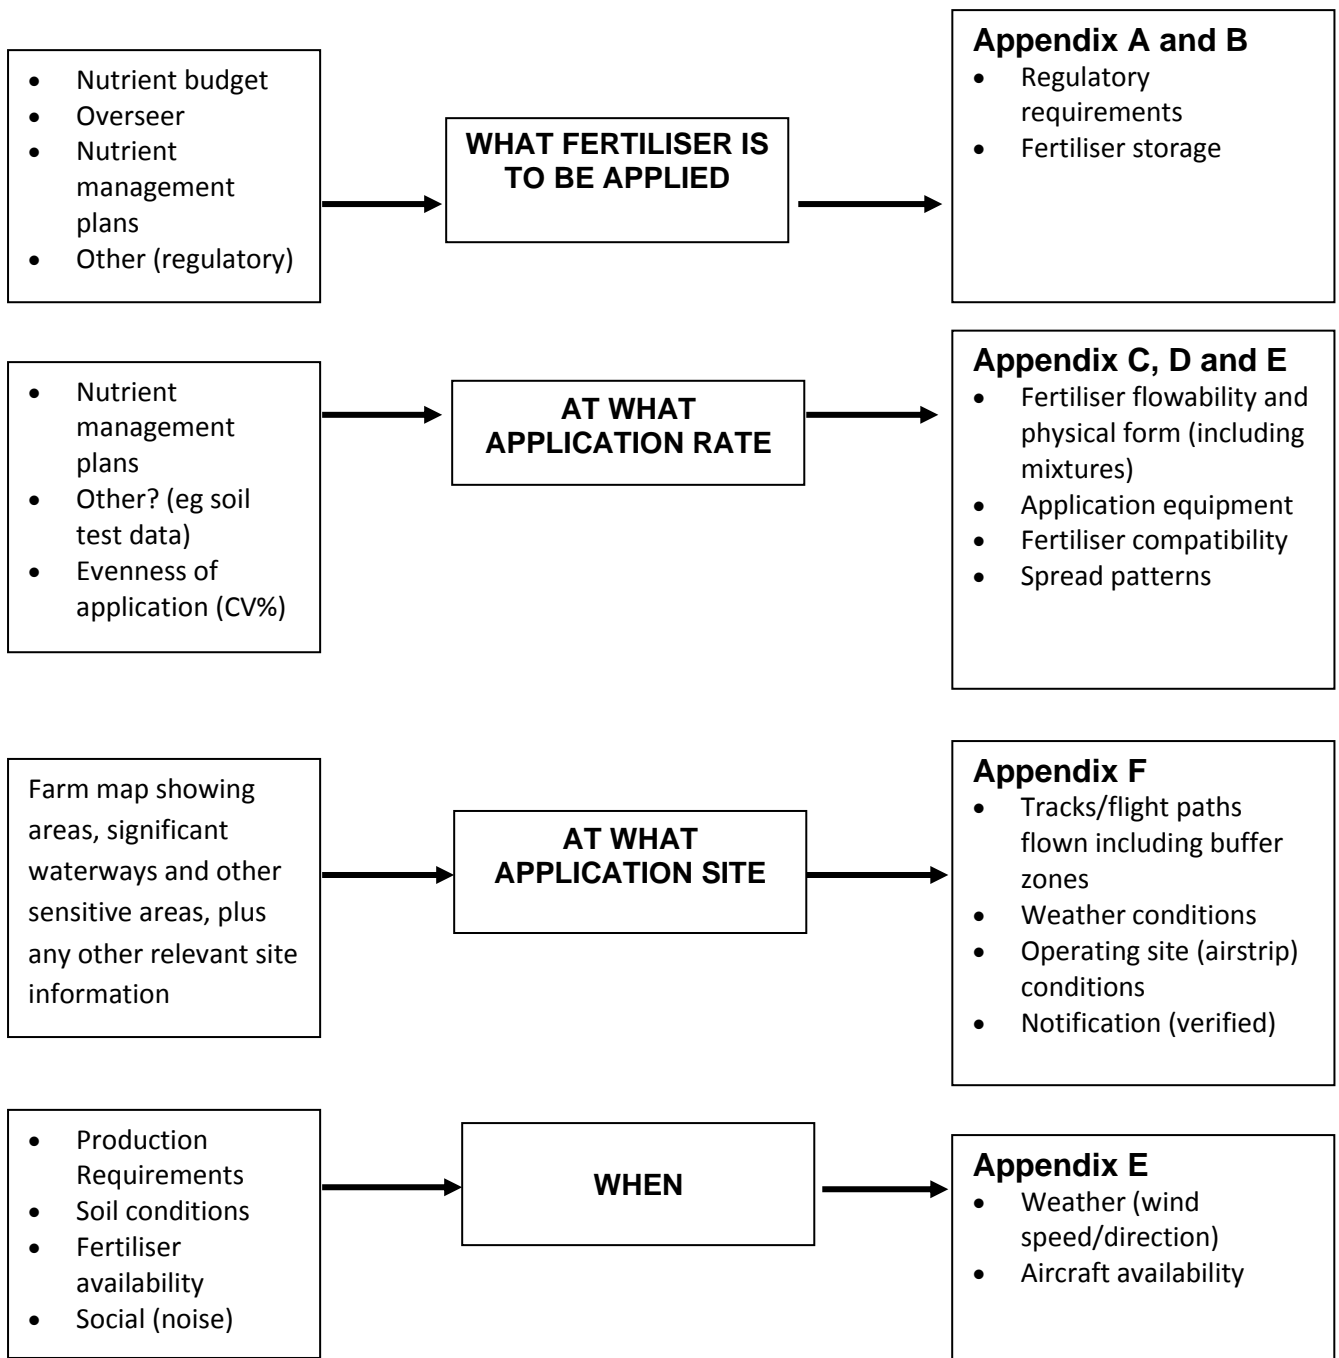 • Nutrient budget
• Overseer
• Nutrient
management
plans
• Other (regulatory)
WHAT FERTILISER IS
TO BE APPLIED
Appendix A and B
• Regulatory
requirements
• Fertiliser storage
• Nutrient
management
plans
• Other? (eg soil
test data)
• Evenness of
application (CV%)
AT WHAT
APPLICATION RATE
Appendix C, D and E
• Fertiliser flowability and
physical form (including
mixtures)
• Application equipment
• Fertiliser compatibility
• Spread patterns
Farm map showing
areas, significant
waterways and other
sensitive areas, plus
any other relevant site
information
AT WHAT
APPLICATION SITE
Appendix F
• Tracks/flight paths
flown including buffer
zones
• Weather conditions
• Operating site (airstrip)
conditions
• Notification (verified)
• Production
Requirements
• Soil conditions
• Fertiliser
availability
• Social (noise)
WHEN
Appendix E
• Weather (wind
speed/direction)
• Aircraft availability